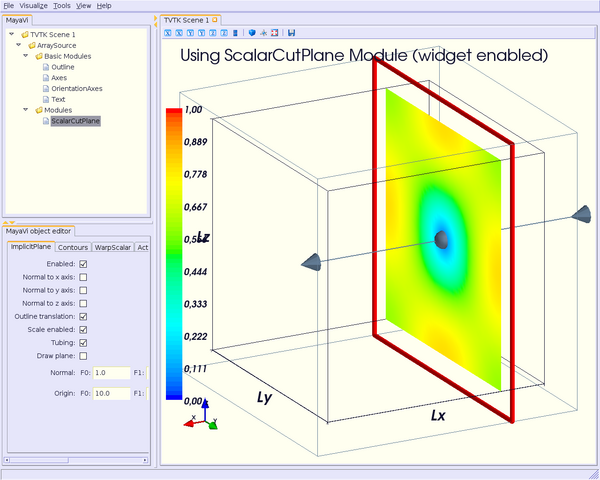 File Visualize Tools View Help
MayaVi
TVTK Scene 1
ArraySource
Basic Modules
Outline
Axes
OrientationAxes
Text
Modules
ScalarCutPlane
MayaVi object editor
ImplicitPlane Contours WarpScalar Act
Enabled:
Normal to x axis:
Normal to y axis:
Normal to z axis:
Outline translation:
Scale enabled:
Tubing:
Draw plane:
Normal: F0: 1.0 F1:
Origin: F0: 10.0 F1:
TVTK Scene 1
Using ScalarCutPlane Module (widget enabled)
1,00
0,889
0,778
0,667
Lz
0,444
0,333
0,222
0,111
0,00
Ly
Lx